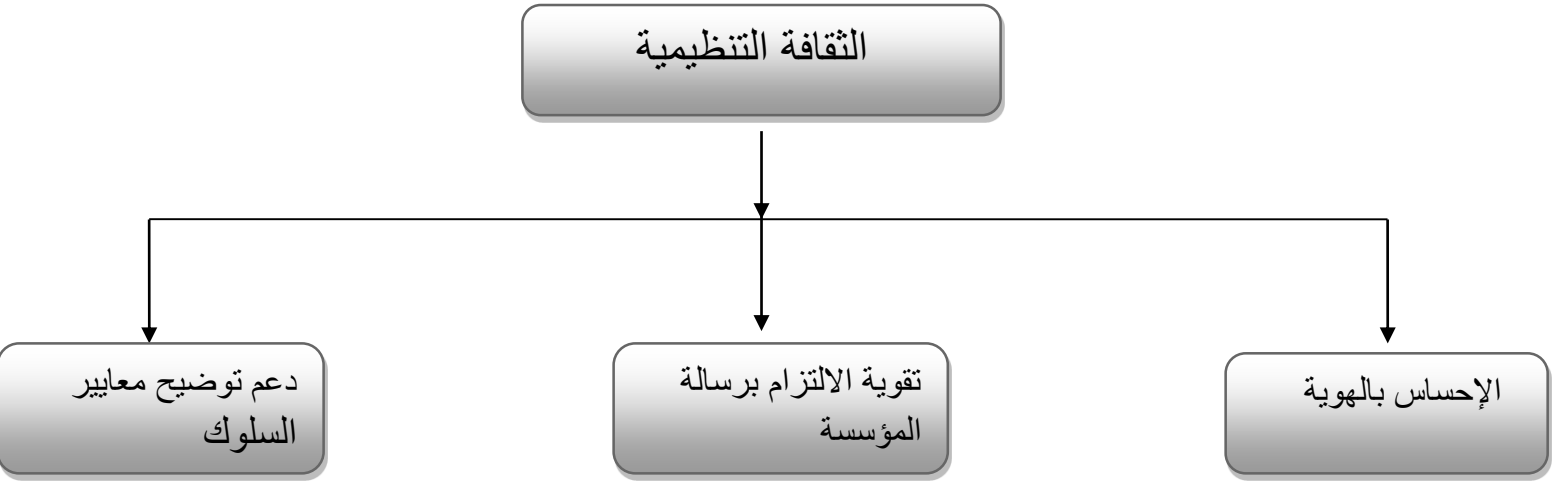 الثقافة التنظيمية
الإحساس بالهوية
تقوية الالتزام برسالة
المؤسسة
دعم توضيح معايير
السلوك